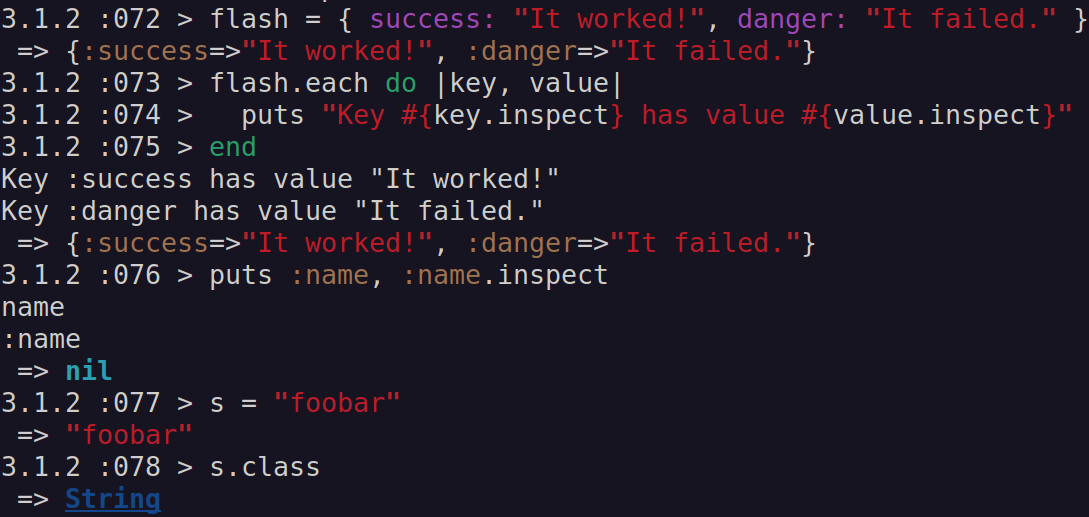 3.1.2 :072 > flash = { success: "It worked!", danger: "It failed." }
 => {:success=>"It worked!", :danger=>"It failed."}
3.1.2 :073 > flash.each do |key, value|
3.1.2 :074 >   puts "Key #{key.inspect} has value #{value.inspect}"
3.1.2 :075 > end
Key :success has value "It worked!"
Key :danger has value "It failed."
 => {:success=>"It worked!", :danger=>"It failed."}
3.1.2 :076 > puts :name, :name.inspect
name
:name
 => nil
3.1.2 :077 > s = "foobar"
 => "foobar"
3.1.2 :078 > s.class
 => String